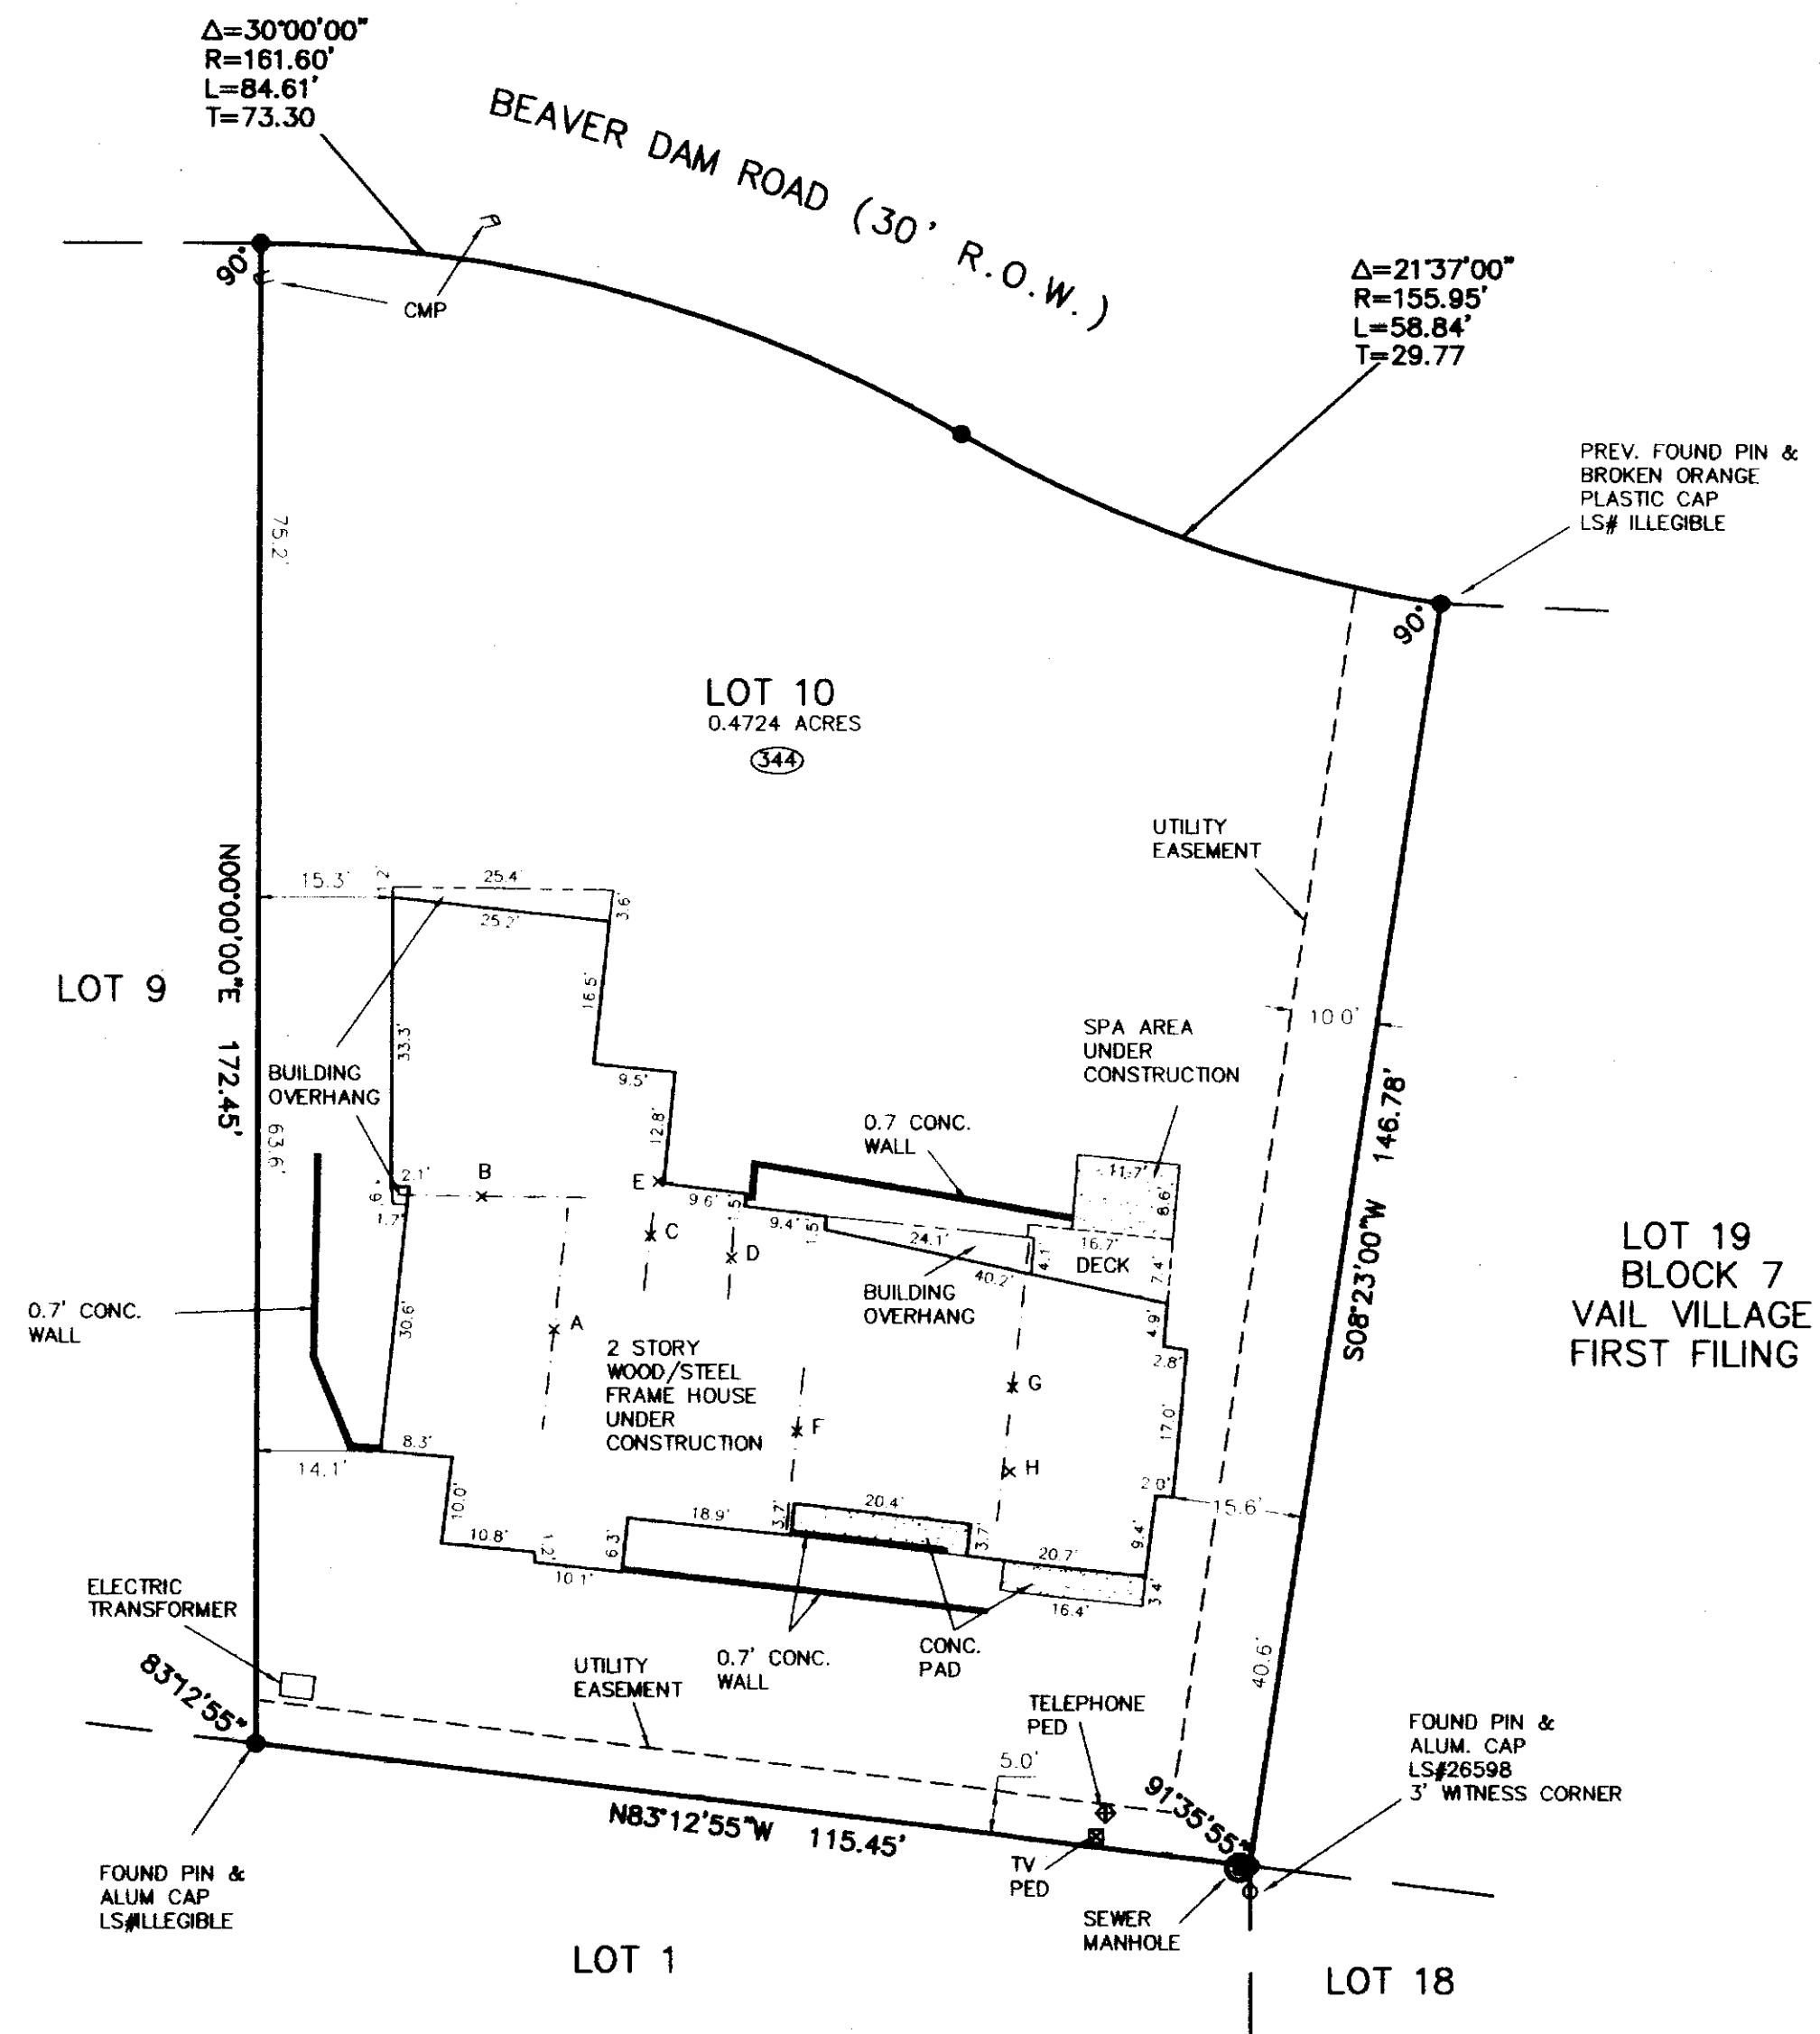 Δ=30°00'00"
R=161.60'
L=84.61'
T=73.30
BEAVER DAM ROAD (30' R.O.W.)
90°
CMP
Δ=21°37'00"
R=155.95'
L=58.84'
T=29.77
PREV. FOUND PIN &
BROKEN ORANGE
PLASTIC CAP
LS# ILLEGIBLE
90°
75.2'
LOT 10
0.4724 ACRES
344
UTILITY
EASEMENT
N00°00'00"E 172.45'
15.3'
1.2'
25.4'
25.2'
3.6'
LOT 9
16.5'
10.0'
33.3'
SPA AREA
UNDER
CONSTRUCTION
BUILDING
OVERHANG
9.5'
12.8'
0.7 CONC.
WALL
S08°23'00"W 146.78'
63.6'
2.1'
B
E
9.6'
1.5'
11.7'
8.6'
1.7'
9.4'
1.5'
C
D
24.1'
4.1'
16.7'
DECK
7.4'
40.2'
BUILDING
OVERHANG
LOT 19
BLOCK 7
VAIL VILLAGE
FIRST FILING
0.7' CONC.
WALL
30.6'
A
4.9'
2.8'
2 STORY
WOOD/STEEL
FRAME HOUSE
UNDER
CONSTRUCTION
G
F
17.0'
8.3'
14.1'
H
2.0'
15.6'
10.0'
18.9'
3.7'
20.4'
3.7'
10.8'
1.2'
6.3'
20.7'
9.4'
10.1'
16.4'
3.4'
ELECTRIC
TRANSFORMER
0.7' CONC.
WALL
CONC.
PAD
40.6'
83°12'55"
UTILITY
EASEMENT
TELEPHONE
PED
5.0'
FOUND PIN &
ALUM. CAP
LS#26598
3' WITNESS CORNER
91°35'55"
N83°12'55"W 115.45'
TV
PED
FOUND PIN &
ALUM CAP
LS#ILLEGIBLE
SEWER
MANHOLE
LOT 1
LOT 18